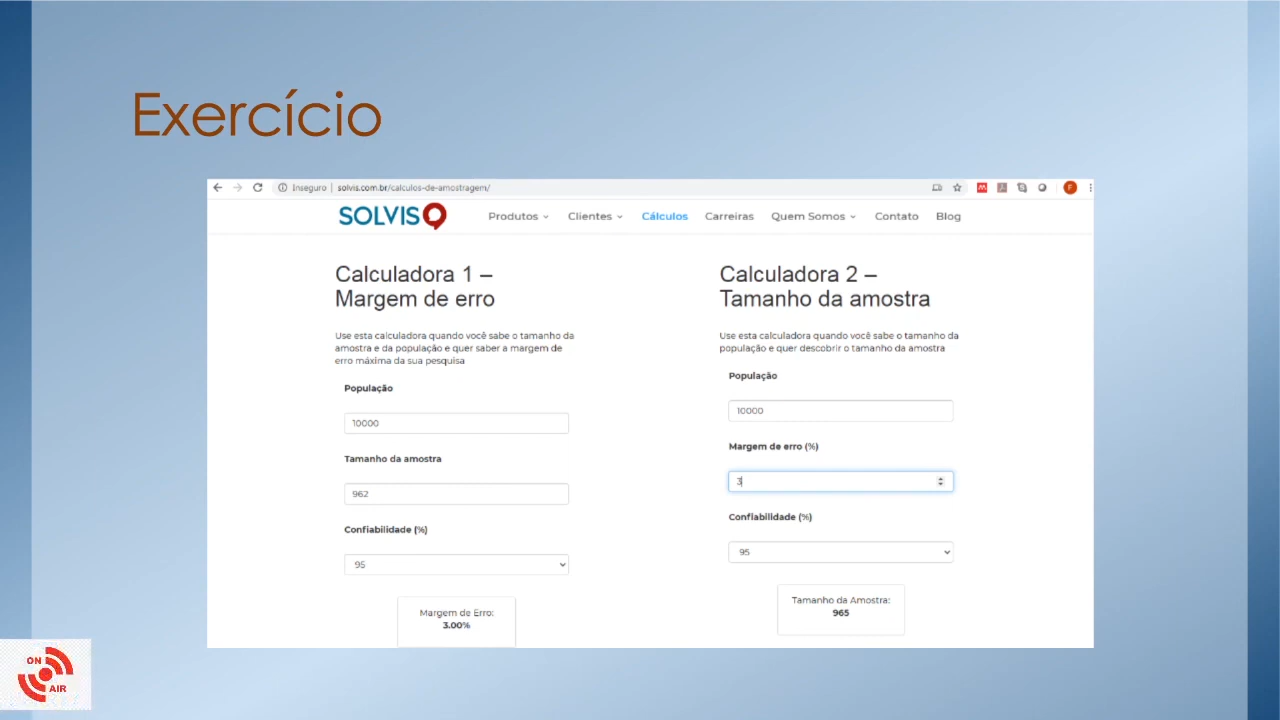 Exercício
Inseguro | solvis.com.br/calculos-de-amostragem/
F
SOLVIS
Produtos Clientes Cálculos Carreiras Quem Somos Contato Blog
Calculadora 1 –
Margem de erro
Use esta calculadora quando você sabe o tamanho da
amostra e da população e quer saber a margem de
erro máxima da sua pesquisa
População
10000
Tamanho da amostra
962
Confiabilidade (%)
95
Margem de Erro:
3.00%
Calculadora 2 –
Tamanho da amostra
Use esta calculadora quando você sabe o tamanho da
população e quer descobrir o tamanho da amostra
População
10000
Margem de erro (%)
3
Confiabilidade (%)
95
Tamanho da Amostra:
965
ON
AIR